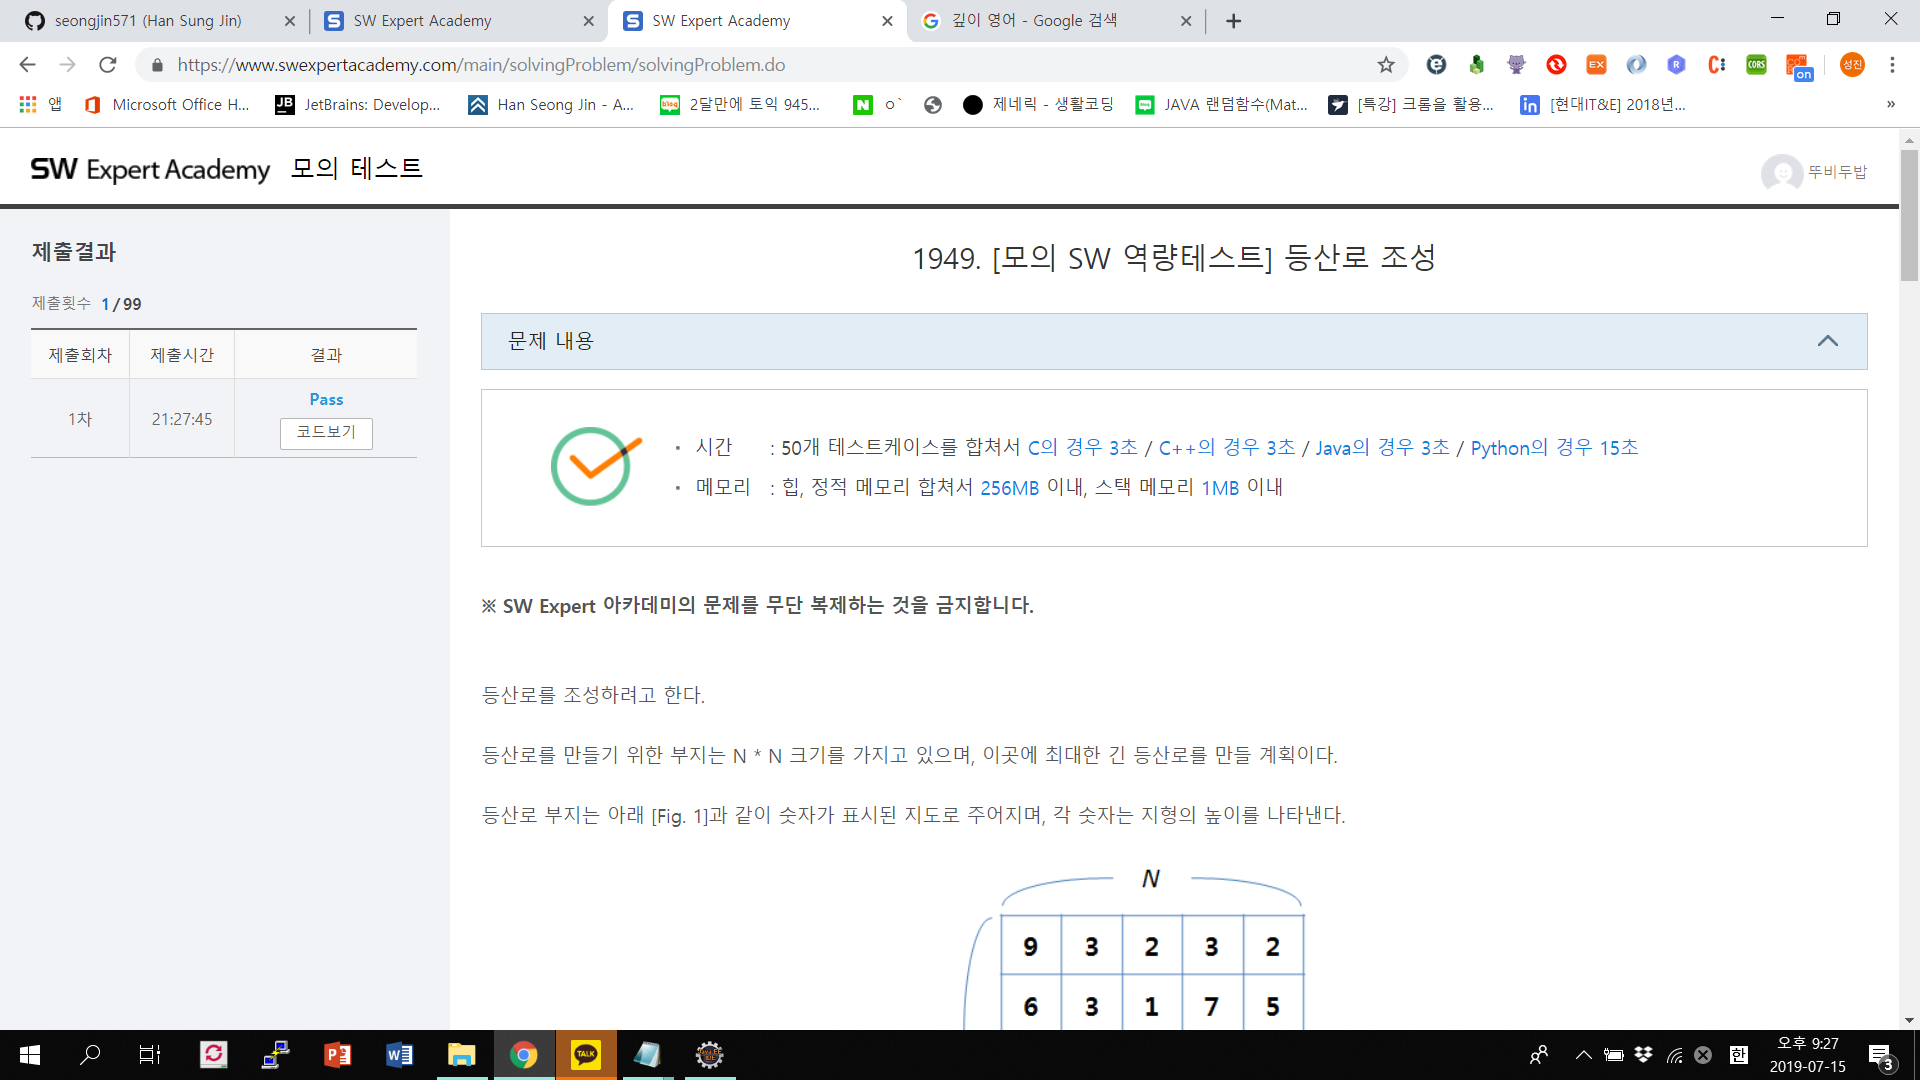 seongjin571 (Han Sung Jin)
SW Expert Academy
SW Expert Academy
깊이 영어 - Google 검색
https://www.swexpertacademy.com/main/solvingProblem/solvingProblem.do
EX
R
CORS
on
성진
앱
Microsoft Office H...
JetBrains: Develop...
Han Seong Jin - A...
2달만에 토익 945...
ㅇ`
제네릭 - 생활코딩
JAVA 랜덤함수(Mat...
[특강] 크롬을 활용...
[현대IT&E] 2018년...
»
SW Expert Academy 모의 테스트
뚜비두밥
제출결과
제출횟수 1 / 99
제출회차 제출시간 결과
1차 21:27:45 Pass
코드보기
1949. [모의 SW 역량테스트] 등산로 조성
문제 내용
・ 시간 : 50개 테스트케이스를 합쳐서 C의 경우 3초 / C++의 경우 3초 / Java의 경우 3초 / Python의 경우 15초
・ 메모리 : 힙, 정적 메모리 합쳐서 256MB 이내, 스택 메모리 1MB 이내
※ SW Expert 아카데미의 문제를 무단 복제하는 것을 금지합니다.
등산로를 조성하려고 한다.
등산로를 만들기 위한 부지는 N * N 크기를 가지고 있으며, 이곳에 최대한 긴 등산로를 만들 계획이다.
등산로 부지는 아래 [Fig. 1]과 같이 숫자가 표시된 지도로 주어지며, 각 숫자는 지형의 높이를 나타낸다.
N
9 3 2 3 2
6 3 1 7 5
TALK
한
오후 9:27
2019-07-15
3